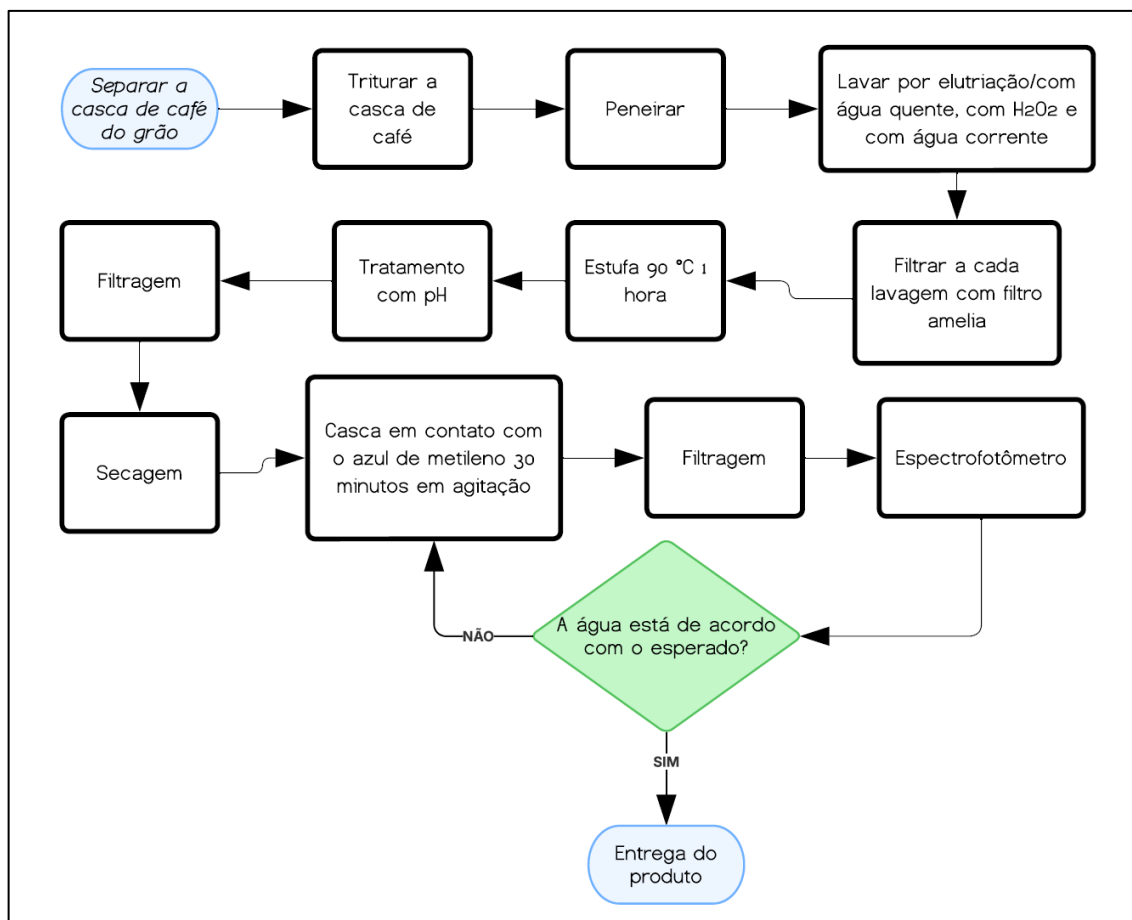 Separar a
casca de café
do grão
Triturar a
casca de
café
Peneirar
Lavar por elutriação/com
água quente, com H2O2 e
com água corrente
Filtragem
Tratamento
com pH
Estufa 90 °C 1
hora
Filtrar a cada
lavagem com filtro
amelia
Secagem
Casca em contato com
o azul de metileno 30
minutos em agitação
Filtragem
Espectrofotômetro
NÃO
A água está de acordo
com o esperado?
SIM
Entrega do
produto